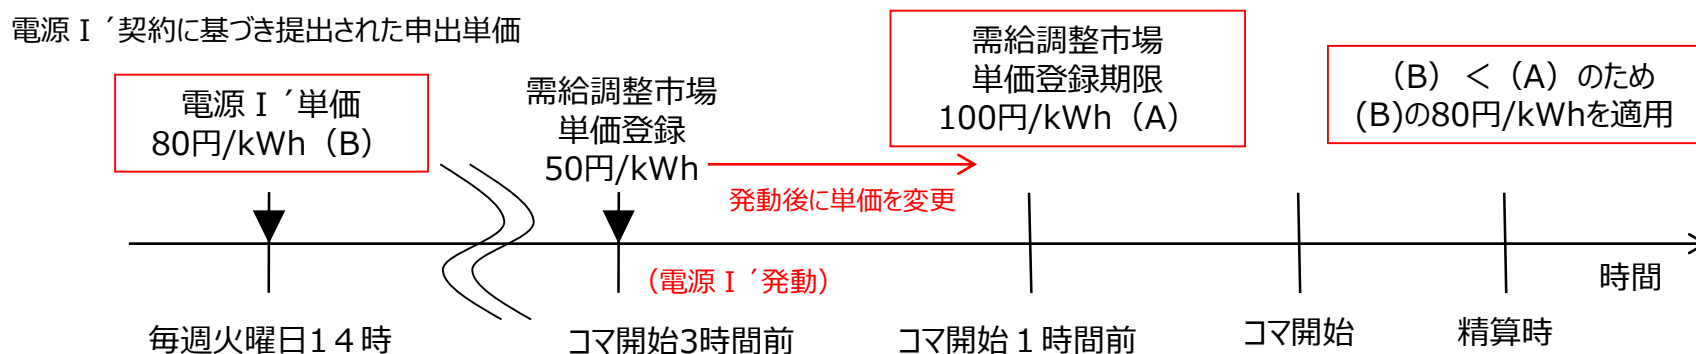 電源Ⅰ´契約に基づき提出された申出単価
電源Ⅰ´単価
80円/kWh（B）
需給調整市場
単価登録
50円/kWh
需給調整市場
単価登録期限
100円/kWh（A）
（B）＜（A）のため
(B)の80円/kWhを適用
発動後に単価を変更
（電源Ⅰ´発動）
時間
毎週火曜日14時
コマ開始3時間前
コマ開始１時間前
コマ開始
精算時